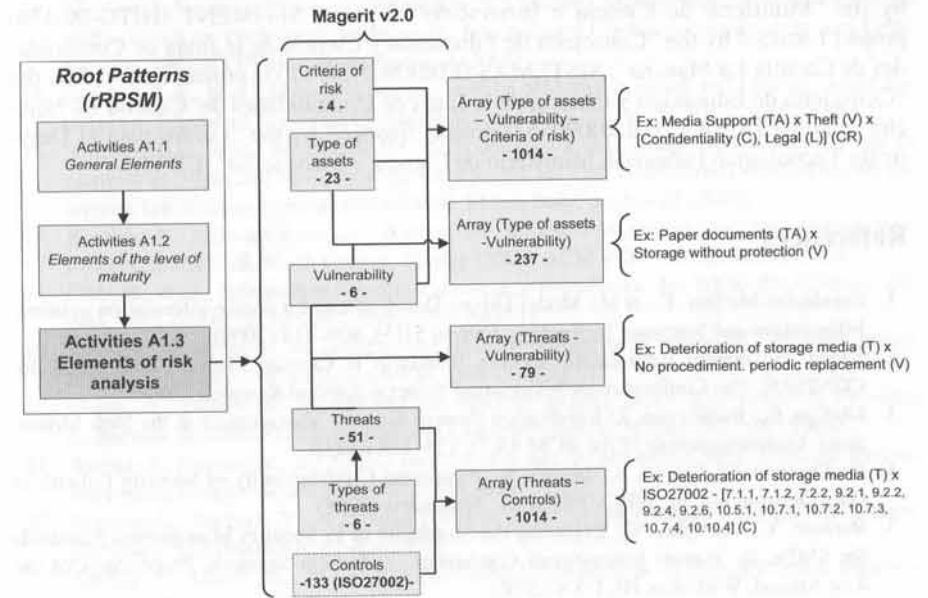 Magerit v2.0
Root Patterns
(rRPSM)
Activities A1.1
General Elements
Activities A1.2
Elements of the level of
maturity
Activities A1.3
Elements of risk
analysis
Criteria of
risk
- 4 -
Type of
assets
- 23 -
Vulnerability
- 6 -
Threats
- 51 -
Types of
threats
- 6 -
Controls
-133 (ISO27002)-
Array (Type of assets
– Vulnerability –
Criteria of risk)
- 1014 -
Array (Type of assets
-Vulnerability)
- 237 -
Array (Threats -
Vulnerability)
- 79 -
Array (Threats –
Controls)
- 1014 -
Ex: Media Support (TA) x Theft (V) x
[Confidentiality (C), Legal (L)] (CR)
Ex: Paper documents (TA) x
Storage without protection (V)
Ex: Deterioration of storage media (T) x
No procediment. periodic replacement (V)
Ex: Deterioration of storage media (T) x
ISO27002 - [7.1.1, 7.1.2, 7.2.2, 9.2.1, 9.2.2,
9.2.4, 9.2.6, 10.5.1, 10.7.1, 10.7.2, 10.7.3,
10.7.4, 10.10.4] (C)